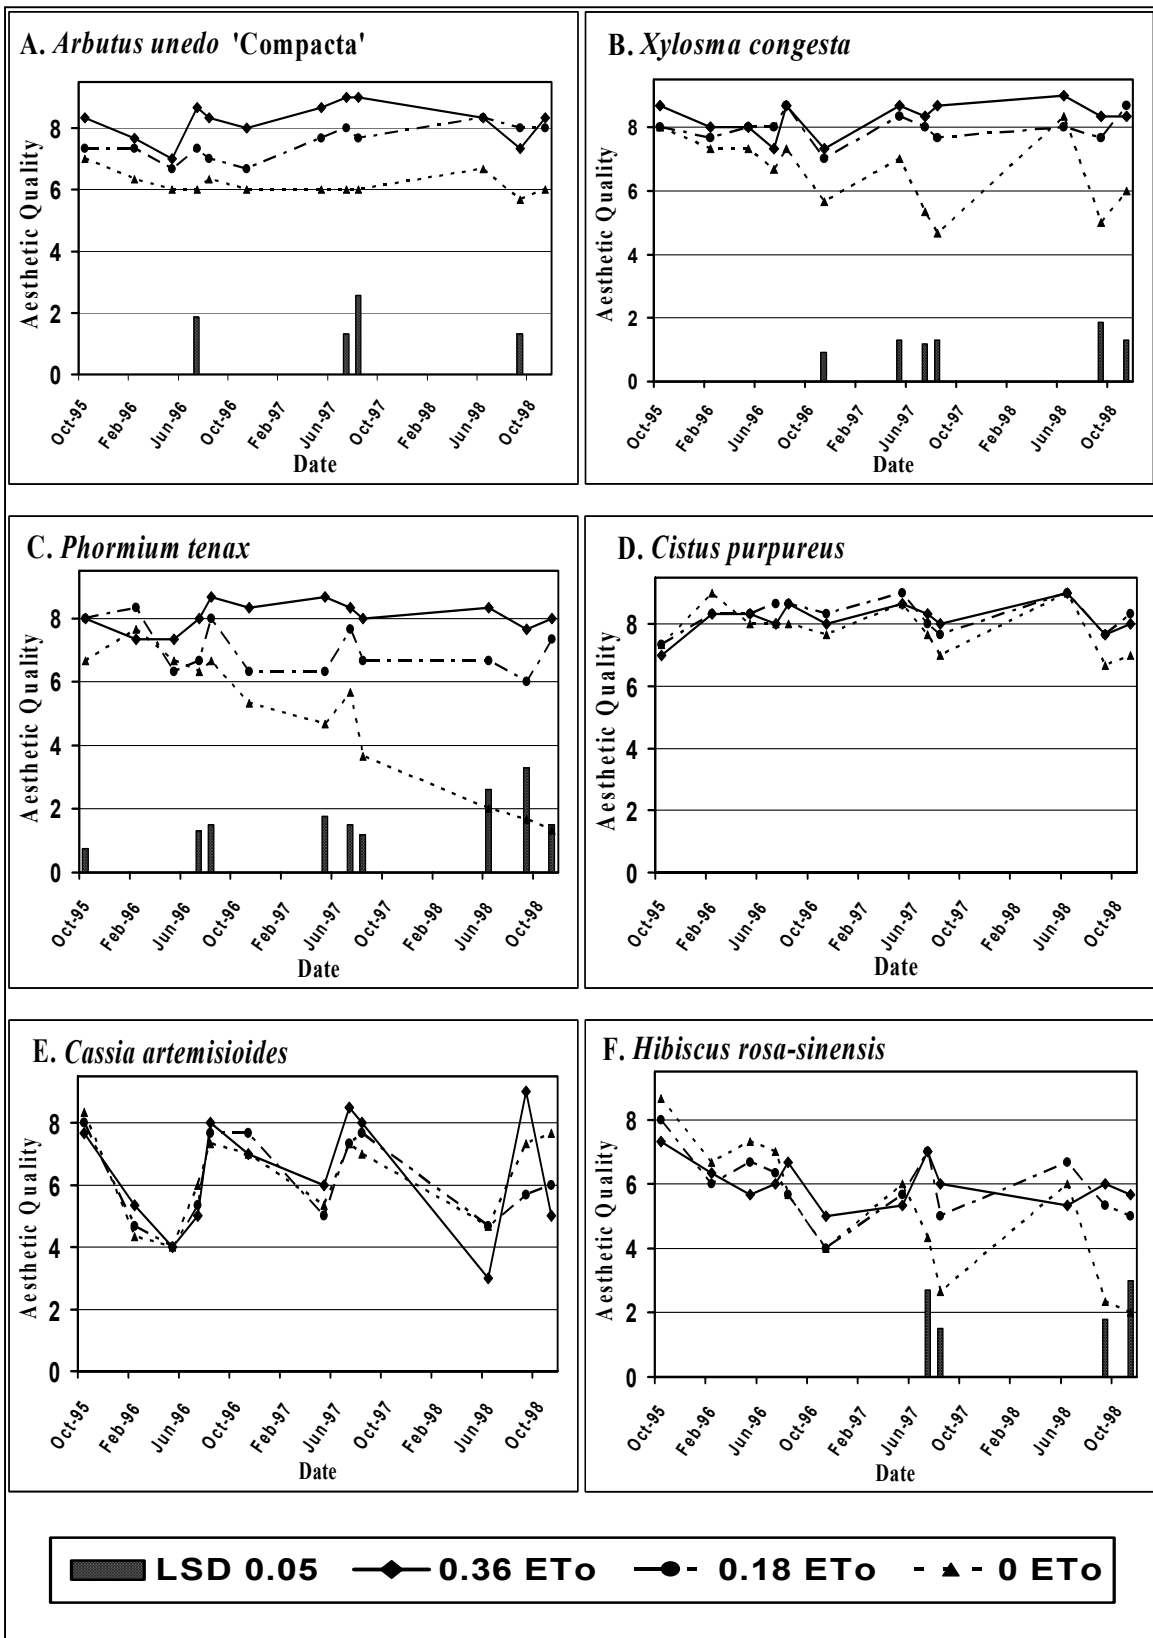 A. Arbutus unedo 'Compacta'
Aesthetic Quality
8
6
4
2
0
Oct-95 Feb-96 Jun-96 Oct-96 Feb-97 Jun-97 Oct-97 Feb-98 Jun-98 Oct-98
Date
B. Xylosma congesta
Aesthetic Quality
8
6
4
2
0
Oct-95 Feb-96 Jun-96 Oct-96 Feb-97 Jun-97 Oct-97 Feb-98 Jun-98 Oct-98
Date
C. Phormium tenax
Aesthetic Quality
8
6
4
2
0
Oct-95 Feb-96 Jun-96 Oct-96 Feb-97 Jun-97 Oct-97 Feb-98 Jun-98 Oct-98
Date
D. Cistus purpureus
Aesthetic Quality
8
6
4
2
0
Oct-95 Feb-96 Jun-96 Oct-96 Feb-97 Jun-97 Oct-97 Feb-98 Jun-98 Oct-98
Date
E. Cassia artemisioides
Aesthetic Quality
8
6
4
2
0
Oct-95 Feb-96 Jun-96 Oct-96 Feb-97 Jun-97 Oct-97 Feb-98 Jun-98 Oct-98
Date
F. Hibiscus rosa-sinensis
Aesthetic Quality
8
6
4
2
0
Oct-95 Feb-96 Jun-96 Oct-96 Feb-97 Jun-97 Oct-97 Feb-98 Jun-98 Oct-98
Date
LSD 0.05 0.36 ETo 0.18 ETo 0 ETo